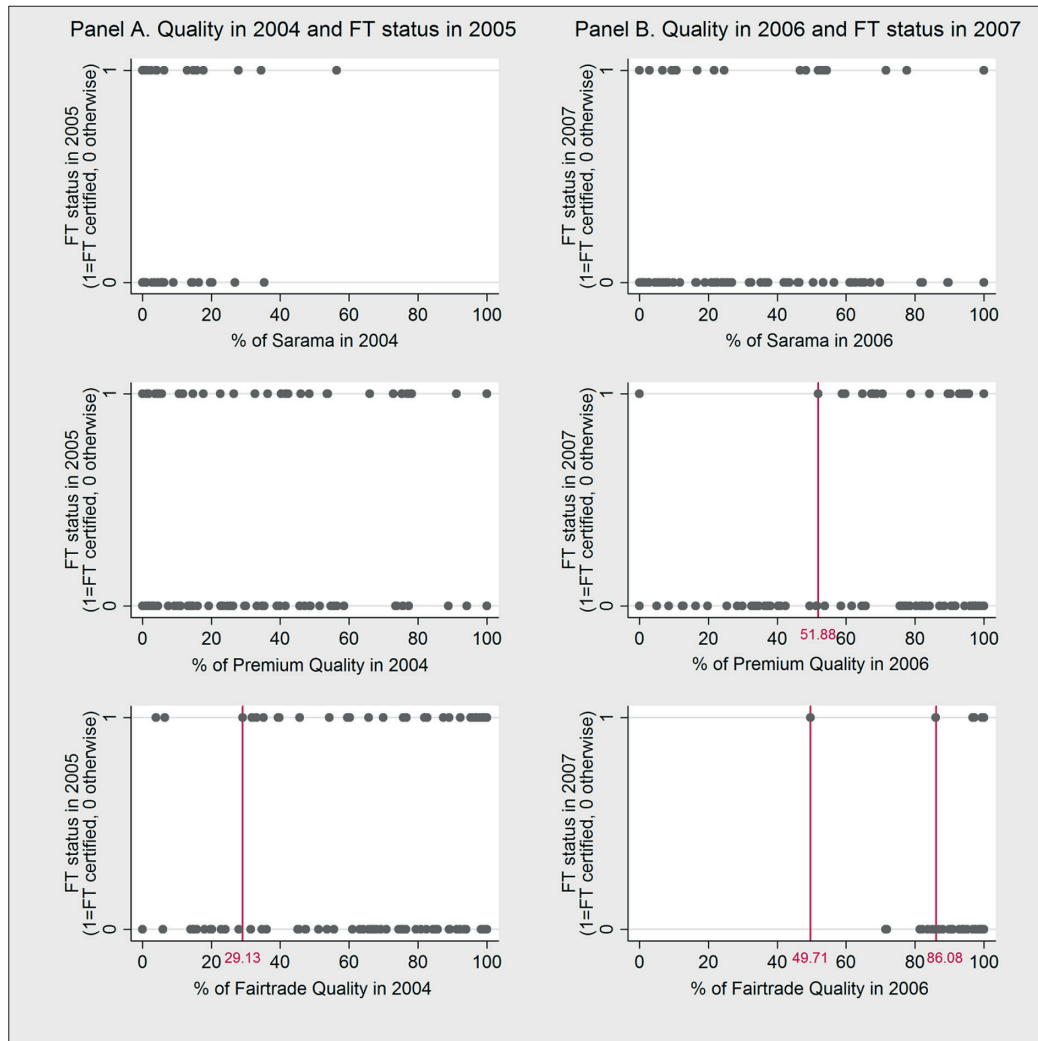 Panel A. Quality in 2004 and FT status in 2005
Panel B. Quality in 2006 and FT status in 2007
FT status in 2005
(1=FT certified, 0 otherwise)
1
0
0 20 40 60 80 100
% of Sarama in 2004
FT status in 2007
(1=FT certified, 0 otherwise)
1
0
0 20 40 60 80 100
% of Sarama in 2006
FT status in 2005
(1=FT certified, 0 otherwise)
1
0
0 20 40 60 80 100
% of Premium Quality in 2004
FT status in 2007
(1=FT certified, 0 otherwise)
1
0
0 20 40 60 80 100
51.88
% of Premium Quality in 2006
FT status in 2005
(1=FT certified, 0 otherwise)
1
0
0 20 40 60 80 100
29.13
% of Fairtrade Quality in 2004
FT status in 2007
(1=FT certified, 0 otherwise)
1
0
0 20 40 60 80 100
49.71 86.08
% of Fairtrade Quality in 2006